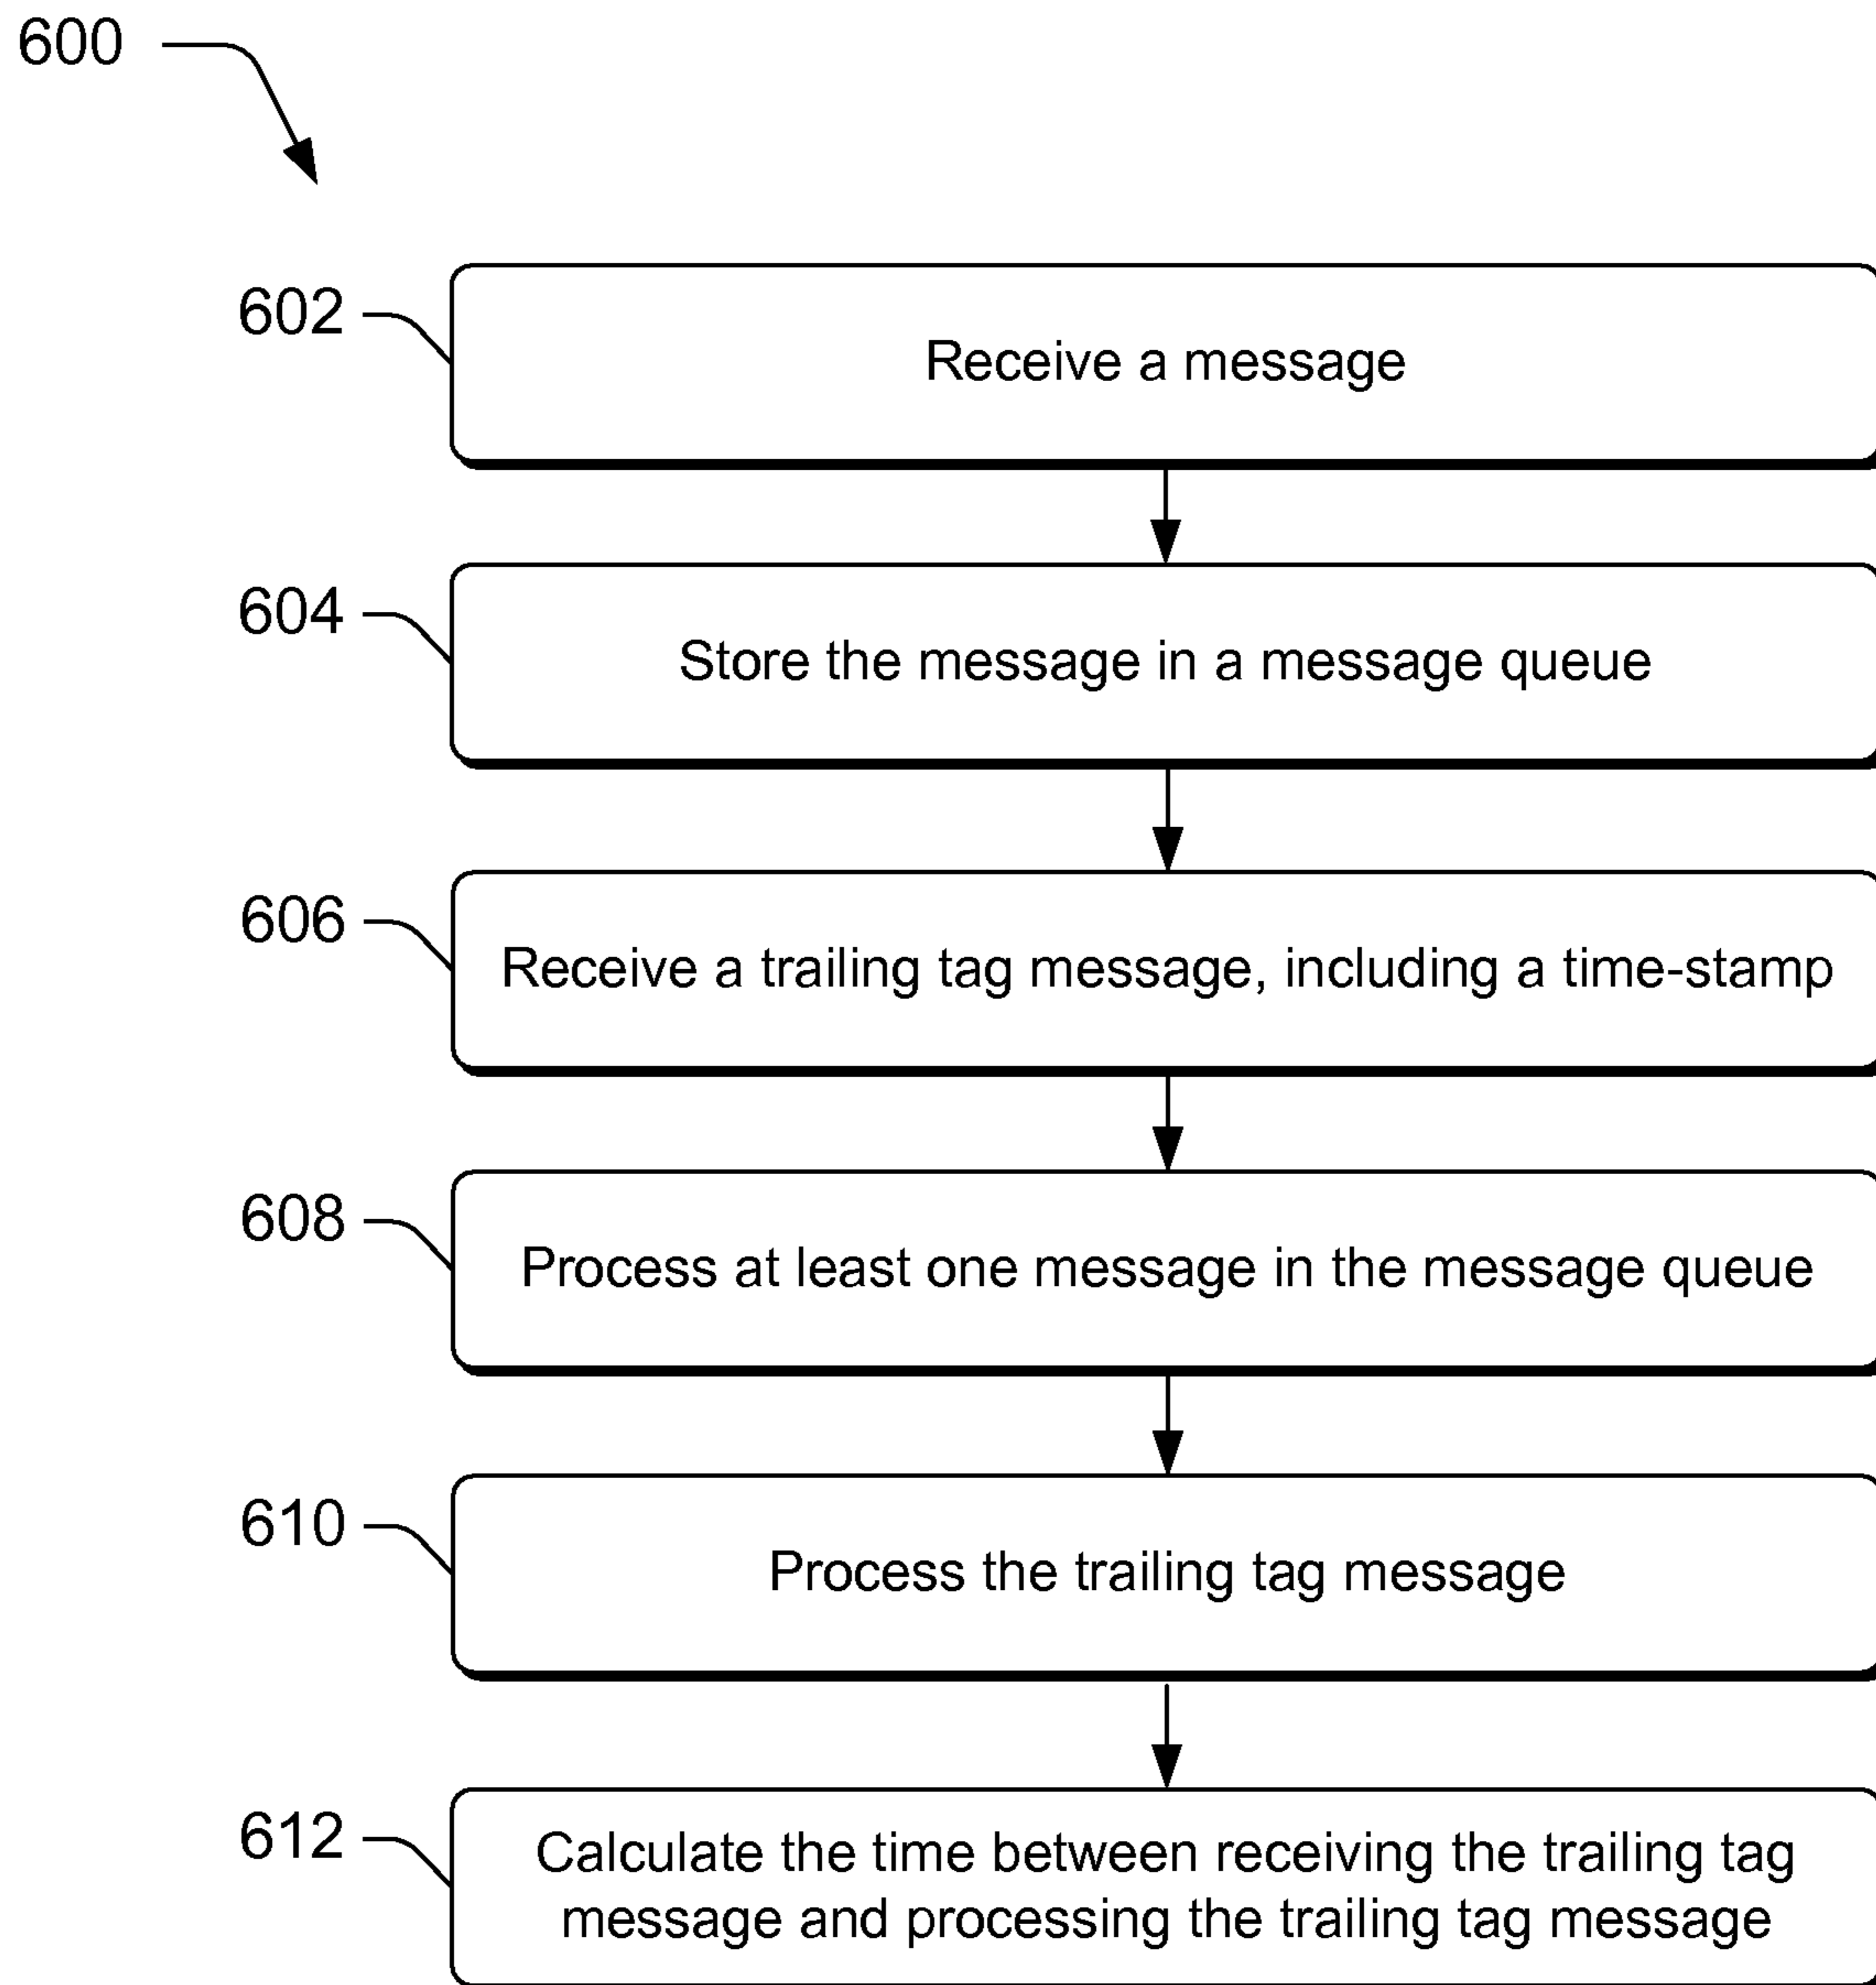 600
602
Receive a message
604
Store the message in a message queue
606
Receive a trailing tag message, including a time-stamp
608
Process at least one message in the message queue
610
Process the trailing tag message
612
Calculate the time between receiving the trailing tag
message and processing the trailing tag message